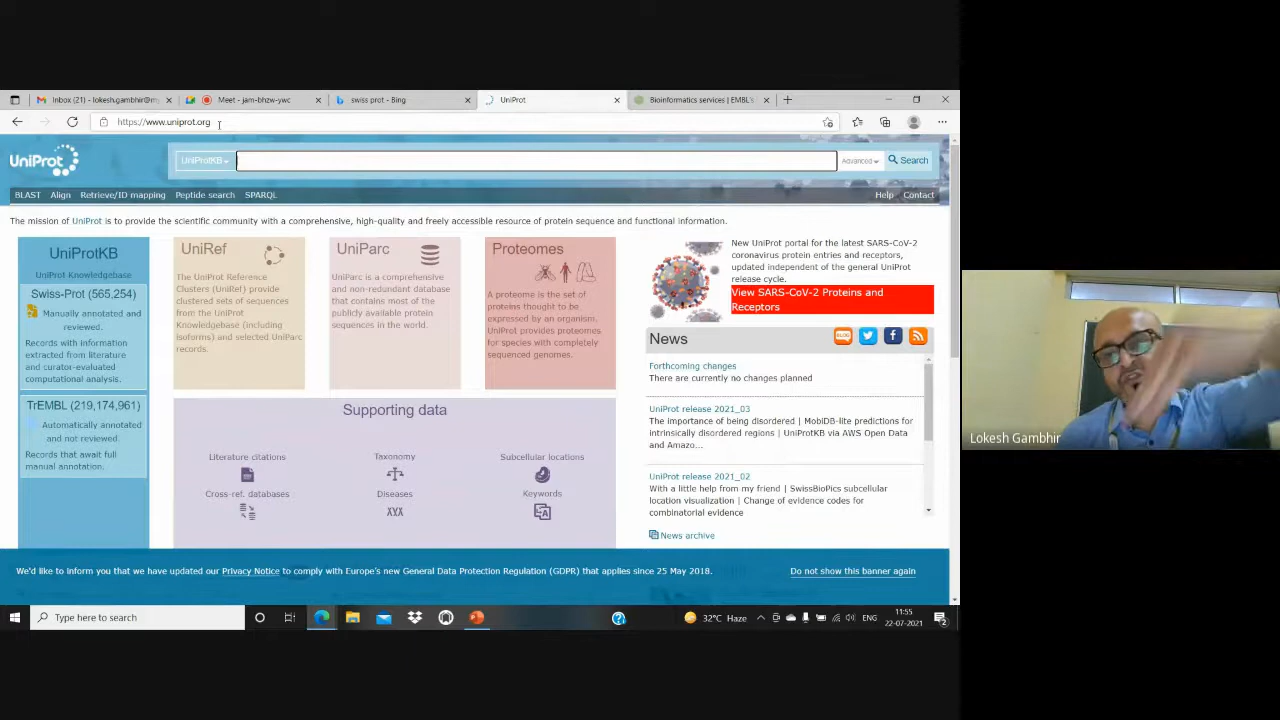 Inbox (21) - lokesh.gambhir@m
Meet - jam-bhzw-ywc
swiss prot - Bing
UniProt
Bioinformatics services | EMBL's
https://www.uniprot.org
UniProt
UniProtKB
Advanced
Search
BLAST Align Retrieve/ID mapping Peptide search SPARQL
Help Contact
The mission of UniProt is to provide the scientific community with a comprehensive, high-quality and freely accessible resource of protein sequence and functional information.
UniProtKB
UniProt Knowledgebase
Swiss-Prot (565,254)
Manually annotated and
reviewed.
Records with information
extracted from literature
and curator-evaluated
computational analysis.
TrEMBL (219,174,961)
Automatically annotated
and not reviewed.
Records that await full
manual annotation.
UniRef
The UniProt Reference
Clusters (UniRef) provide
clustered sets of sequences
from the UniProt
Knowledgebase (including
isoforms) and selected UniParc
records.
UniParc
UniParc is a comprehensive
and non-redundant database
that contains most of the
publicly available protein
sequences in the world.
Proteomes
A proteome is the set of
proteins thought to be
expressed by an organism.
UniProt provides proteomes
for species with completely
sequenced genomes.
Supporting data
Literature citations
Taxonomy
Subcellular locations
Cross-ref. databases
Diseases
Keywords
New UniProt portal for the latest SARS-CoV-2
coronavirus protein entries and receptors,
updated independent of the general UniProt
release cycle.
View SARS-CoV-2 Proteins and
Receptors
News
BLOG
Forthcoming changes
There are currently no changes planned
UniProt release 2021_03
The importance of being disordered | MobiDB-lite predictions for
intrinsically disordered regions | UniProtKB via AWS Open Data
and Amazo...
UniProt release 2021_02
With a little help from my friend | SwissBioPics subcellular
location visualization | Change of evidence codes for
combinatorial evidence
News archive
We'd like to inform you that we have updated our Privacy Notice to comply with Europe's new General Data Protection Regulation (GDPR) that applies since 25 May 2018.
Do not show this banner again
Type here to search
32°C Haze
ENG
11:55
22-07-2021
2
Lokesh Gambhir